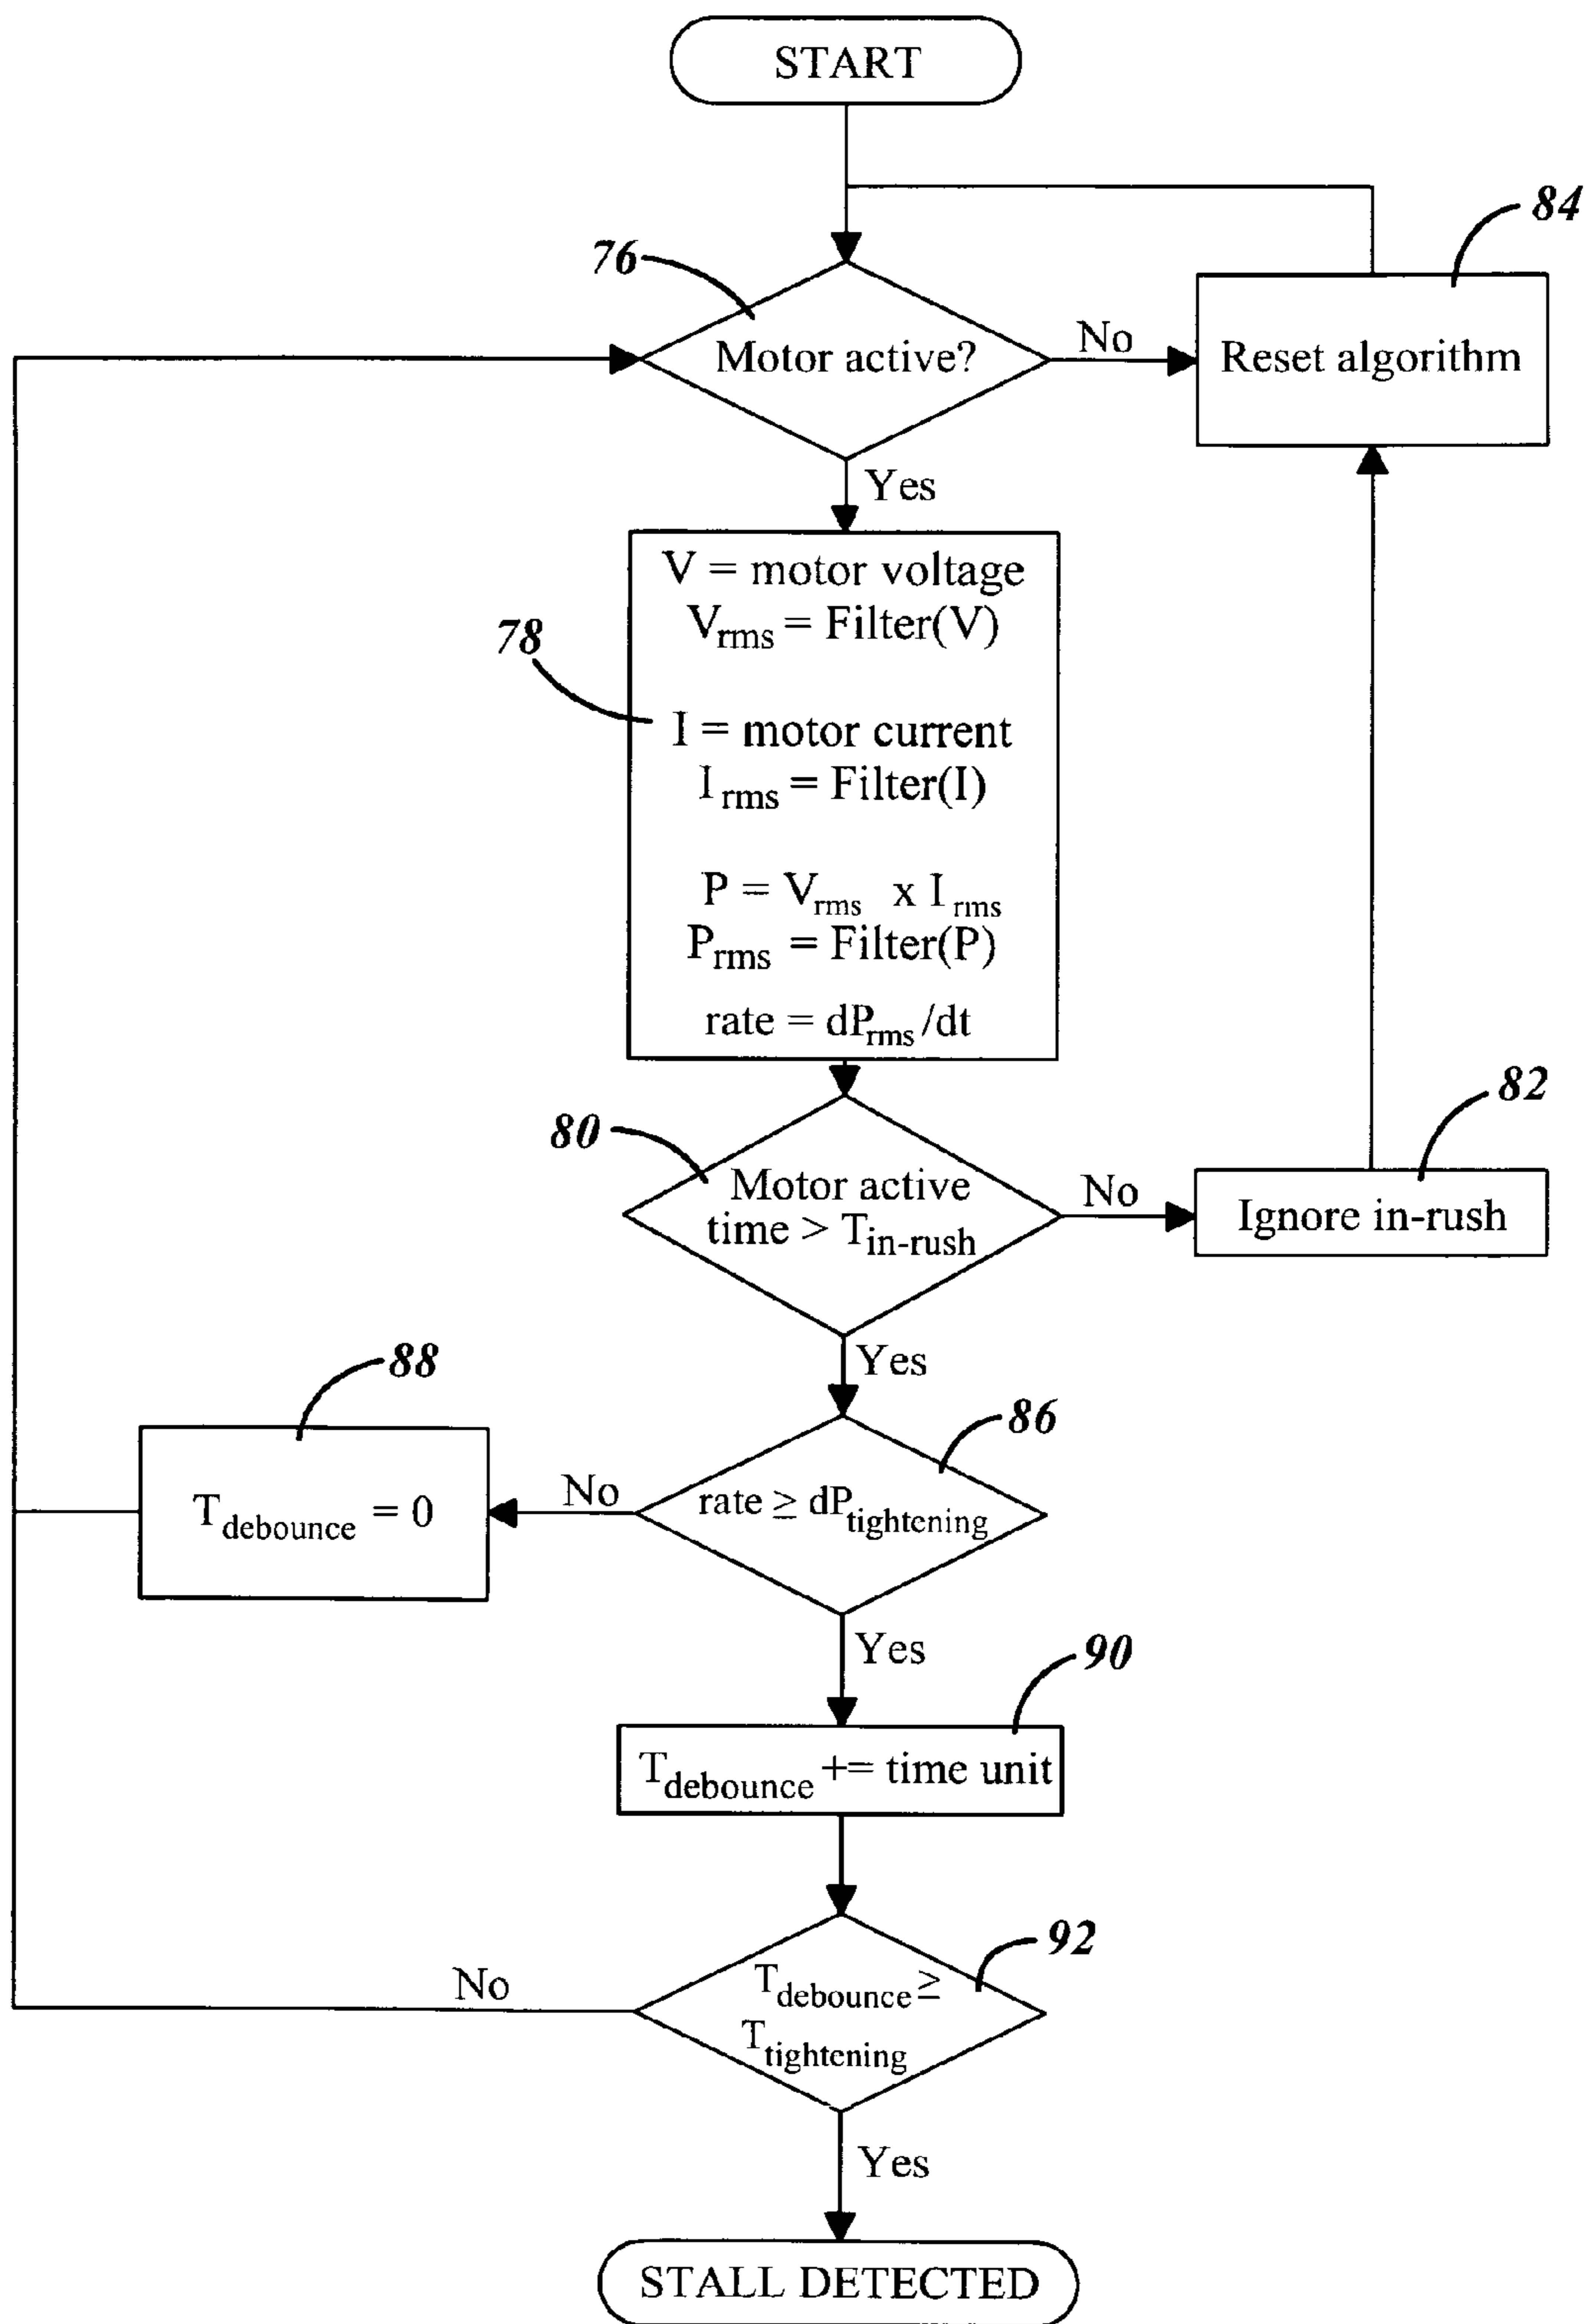 START
84
76
Motor active?
No
Reset algorithm
Yes
V = motor voltage
Vrms = Filter(V)
78
I = motor current
Irms = Filter(I)
P = Vrms x Irms
Prms = Filter(P)
rate = dPrms/dt
82
80
Motor active
time > Tin-rush
No
Ignore in-rush
Yes
88
86
Tdebounce = 0
No
rate ≥ dPtightening
Yes
90
Tdebounce += time unit
92
No
Tdebounce ≥
Ttightening
Yes
STALL DETECTED